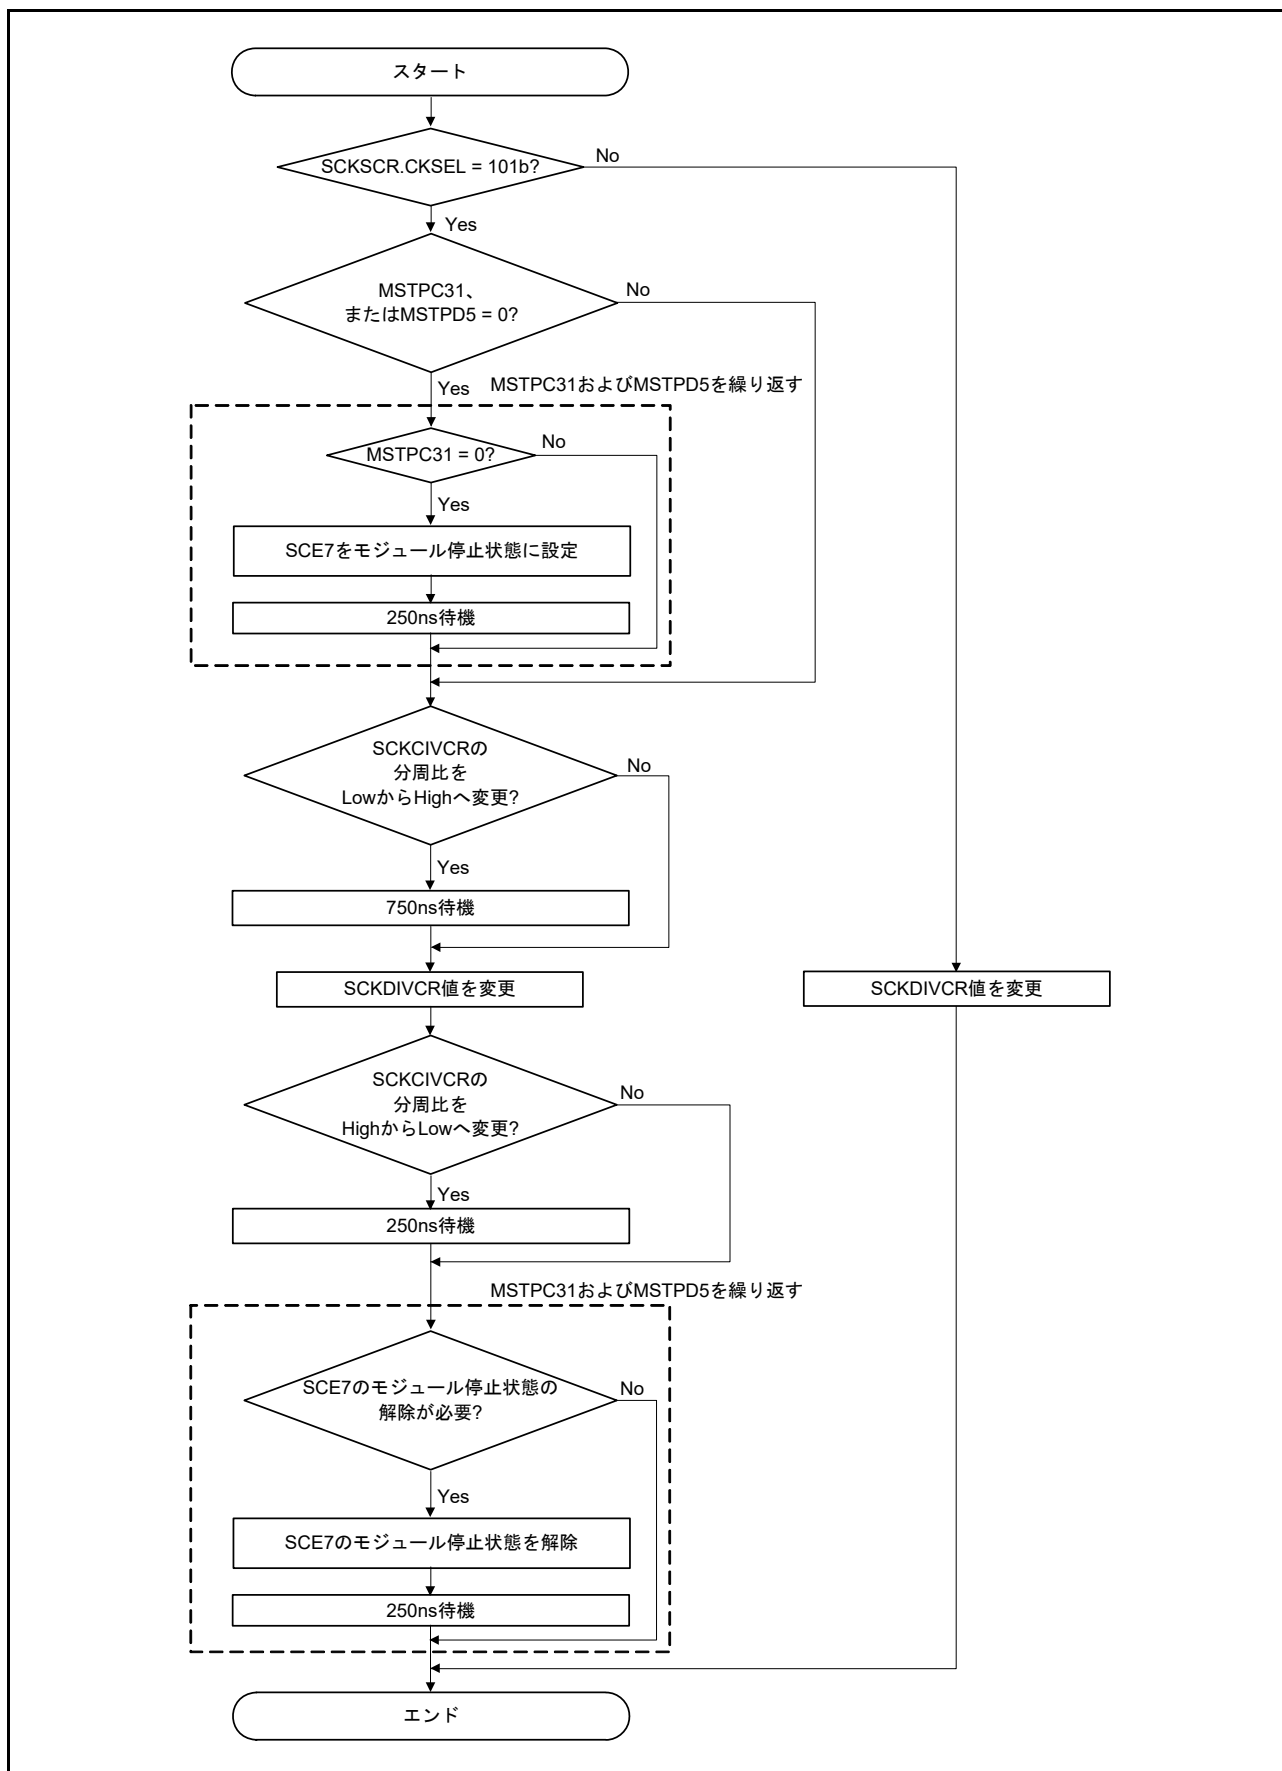 スタート
SCKSCR.CKSEL = 101b?
No
Yes
MSTPC31、
またはMSTPD5 = 0?
No
Yes
MSTPC31およびMSTPD5を繰り返す
MSTPC31 = 0?
No
Yes
SCE7をモジュール停止状態に設定
250ns待機
SCKCIVCRの
分周比を
LowからHighへ変更?
No
Yes
750ns待機
SCKDIVCR値を変更
SCKDIVCR値を変更
SCKCIVCRの
分周比を
HighからLowへ変更?
No
Yes
250ns待機
MSTPC31およびMSTPD5を繰り返す
SCE7のモジュール停止状態の
解除が必要?
No
Yes
SCE7のモジュール停止状態を解除
250ns待機
エンド